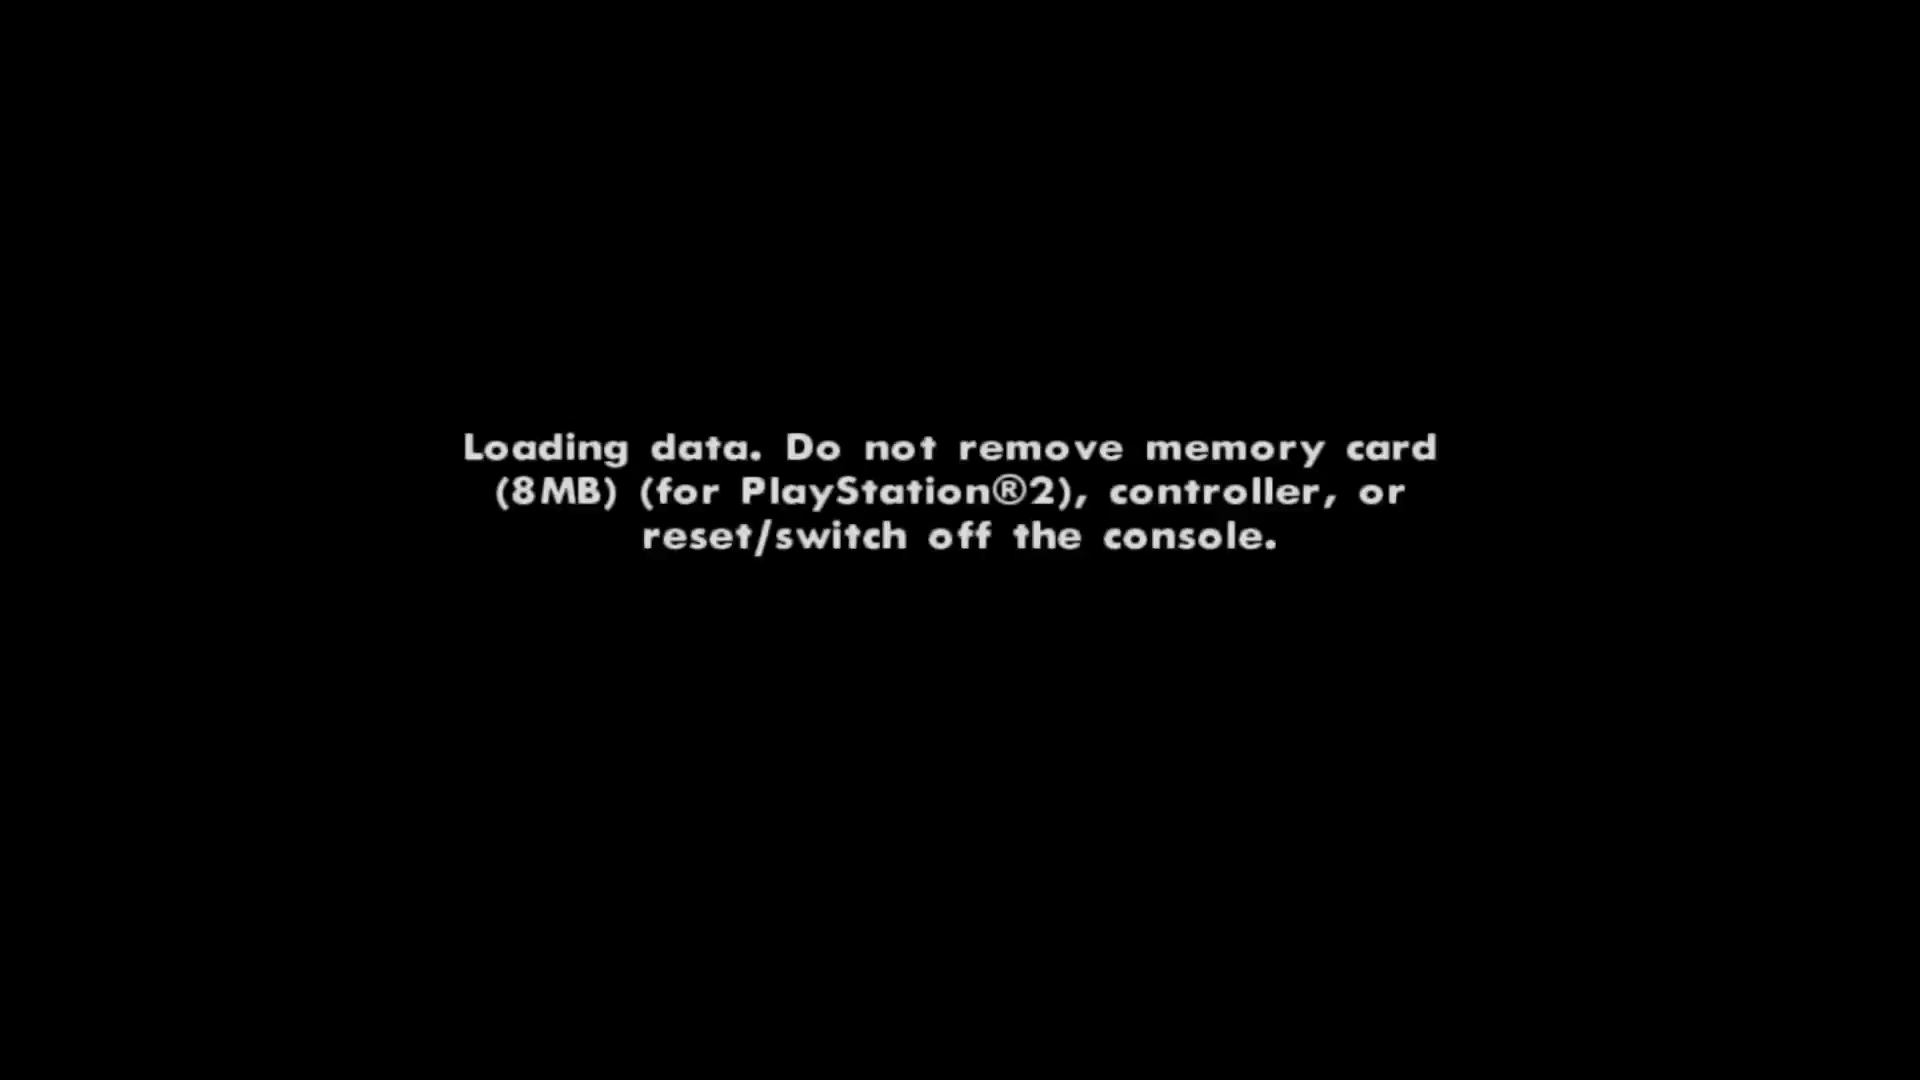 Loading data. Do not remove memory card
(8MB) (for PlayStation®2), controller, or
reset/switch off the console.